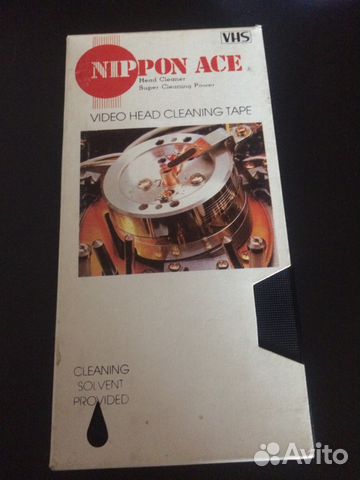 VHS
NIPPON ACE
Head Cleaner
Super Cleaning Power
VIDEO HEAD CLEANING TAPE
CLEANING
SOLVENT
PROVIDED
Avito